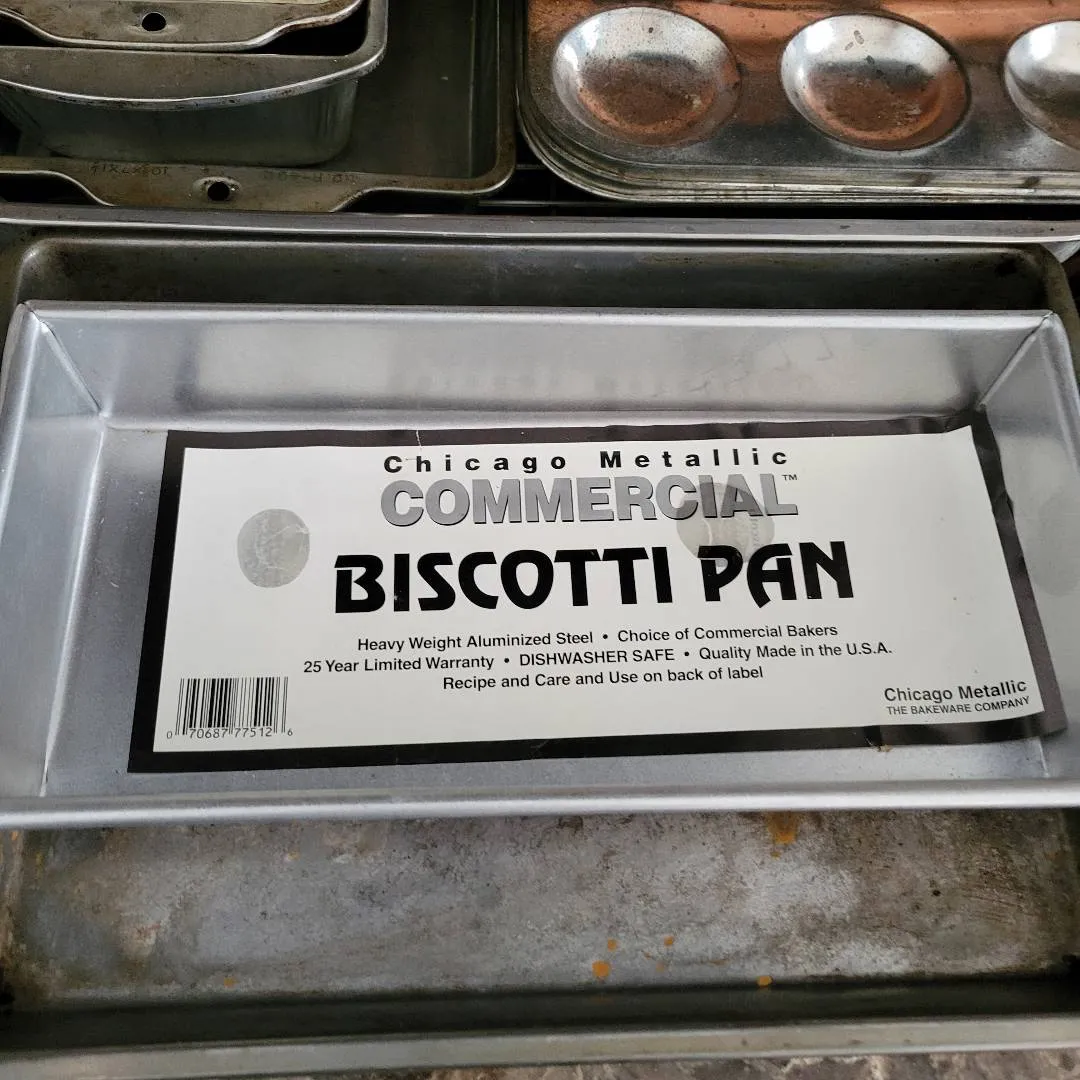 Chicago Metallic
COMMERCIAL™
BISCOTTI PAN
Heavy Weight Aluminized Steel • Choice of Commercial Bakers
25 Year Limited Warranty • DISHWASHER SAFE • Quality Made in the U.S.A.
Recipe and Care and Use on back of label
0 70687 77512 6
Chicago Metallic
THE BAKEWARE COMPANY